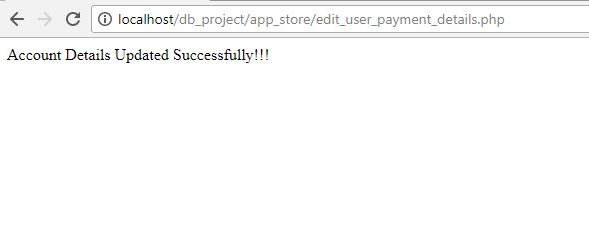 localhost/db_project/app_store/edit_user_payment_details.php
Account Details Updated Successfully!!!